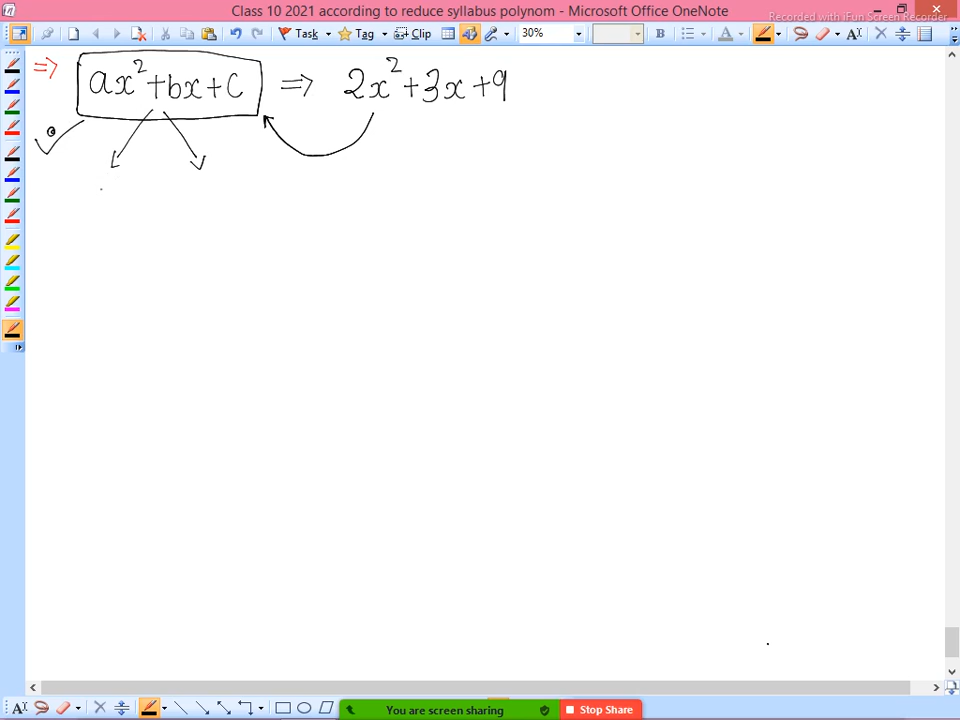 Class 10 2021 according to reduce syllabus polynom - Microsoft Office OneNote
Recorded with iFun Screen Recorder
Task Tag Clip 30% B A
⇒ ax²+bx+c ⇒ 2x²+3x+9
You are screen sharing Stop Share